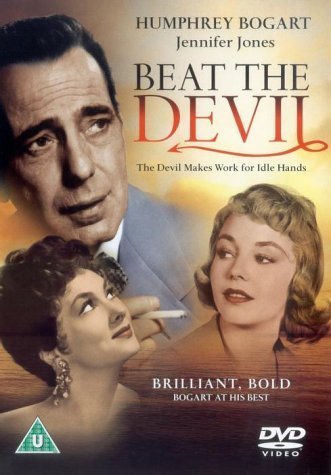 HUMPHREY BOGART
Jennifer Jones
BEAT THE
DEVIL
The Devil Makes Work for Idle Hands
BRILLIANT, BOLD
BOGART AT HIS BEST
U
DVD
VIDEO